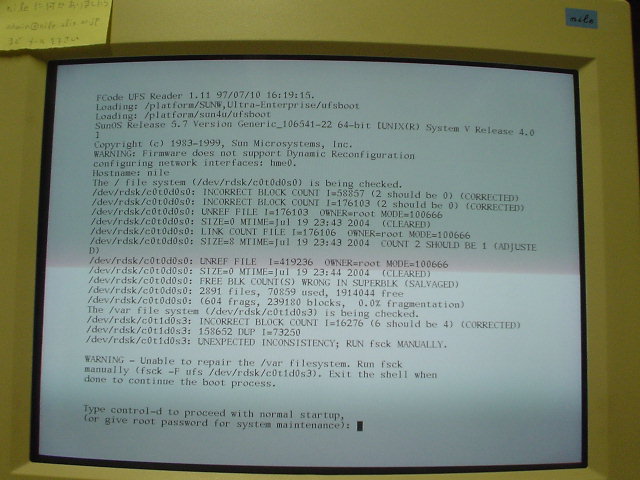 nile に何かありましたら
nile
FCode UFS Reader 1.11 97/07/10 16:19:15.
Loading: /platform/SUNW,Ultra-Enterprise/ufsboot
Loading: /platform/sun4u/ufsboot
SunOS Release 5.7 Version Generic_106541-22 64-bit [UNIX(R) System V Release 4.0
]
Copyright (c) 1983-1999, Sun Microsystems, Inc.
WARNING: Firmware does not support Dynamic Reconfiguration
configuring network interfaces: hme0.
Hostname: nile
The / file system (/dev/rdsk/c0t0d0s0) is being checked.
/dev/rdsk/c0t0d0s0: INCORRECT BLOCK COUNT I=58857 (2 should be 0) (CORRECTED)
/dev/rdsk/c0t0d0s0: INCORRECT BLOCK COUNT I=176103 (2 should be 0) (CORRECTED)
/dev/rdsk/c0t0d0s0: UNREF FILE I=176103 OWNER=root MODE=100666
/dev/rdsk/c0t0d0s0: SIZE=0 MTIME=Jul 19 23:43 2004 (CLEARED)
/dev/rdsk/c0t0d0s0: LINK COUNT FILE I=176106 OWNER=root MODE=100666
/dev/rdsk/c0t0d0s0: SIZE=8 MTIME=Jul 19 23:43 2004 COUNT 2 SHOULD BE 1 (ADJUSTE
D)
/dev/rdsk/c0t0d0s0: UNREF FILE I=419236 OWNER=root MODE=100666
/dev/rdsk/c0t0d0s0: SIZE=0 MTIME=Jul 19 23:44 2004 (CLEARED)
/dev/rdsk/c0t0d0s0: FREE BLK COUNT(S) WRONG IN SUPERBLK (SALVAGED)
/dev/rdsk/c0t0d0s0: 2891 files, 70859 used, 1914044 free
/dev/rdsk/c0t0d0s0: (604 frags, 239180 blocks, 0.0% fragmentation)
The /var file system (/dev/rdsk/c0t1d0s3) is being checked.
/dev/rdsk/c0t1d0s3: INCORRECT BLOCK COUNT I=16276 (6 should be 4) (CORRECTED)
/dev/rdsk/c0t1d0s3: 158652 DUP I=73250
/dev/rdsk/c0t1d0s3: UNEXPECTED INCONSISTENCY; RUN fsck MANUALLY.
WARNING - Unable to repair the /var filesystem. Run fsck
manually (fsck -F ufs /dev/rdsk/c0t1d0s3). Exit the shell when
done to continue the boot process.
Type control-d to proceed with normal startup,
(or give root password for system maintenance):